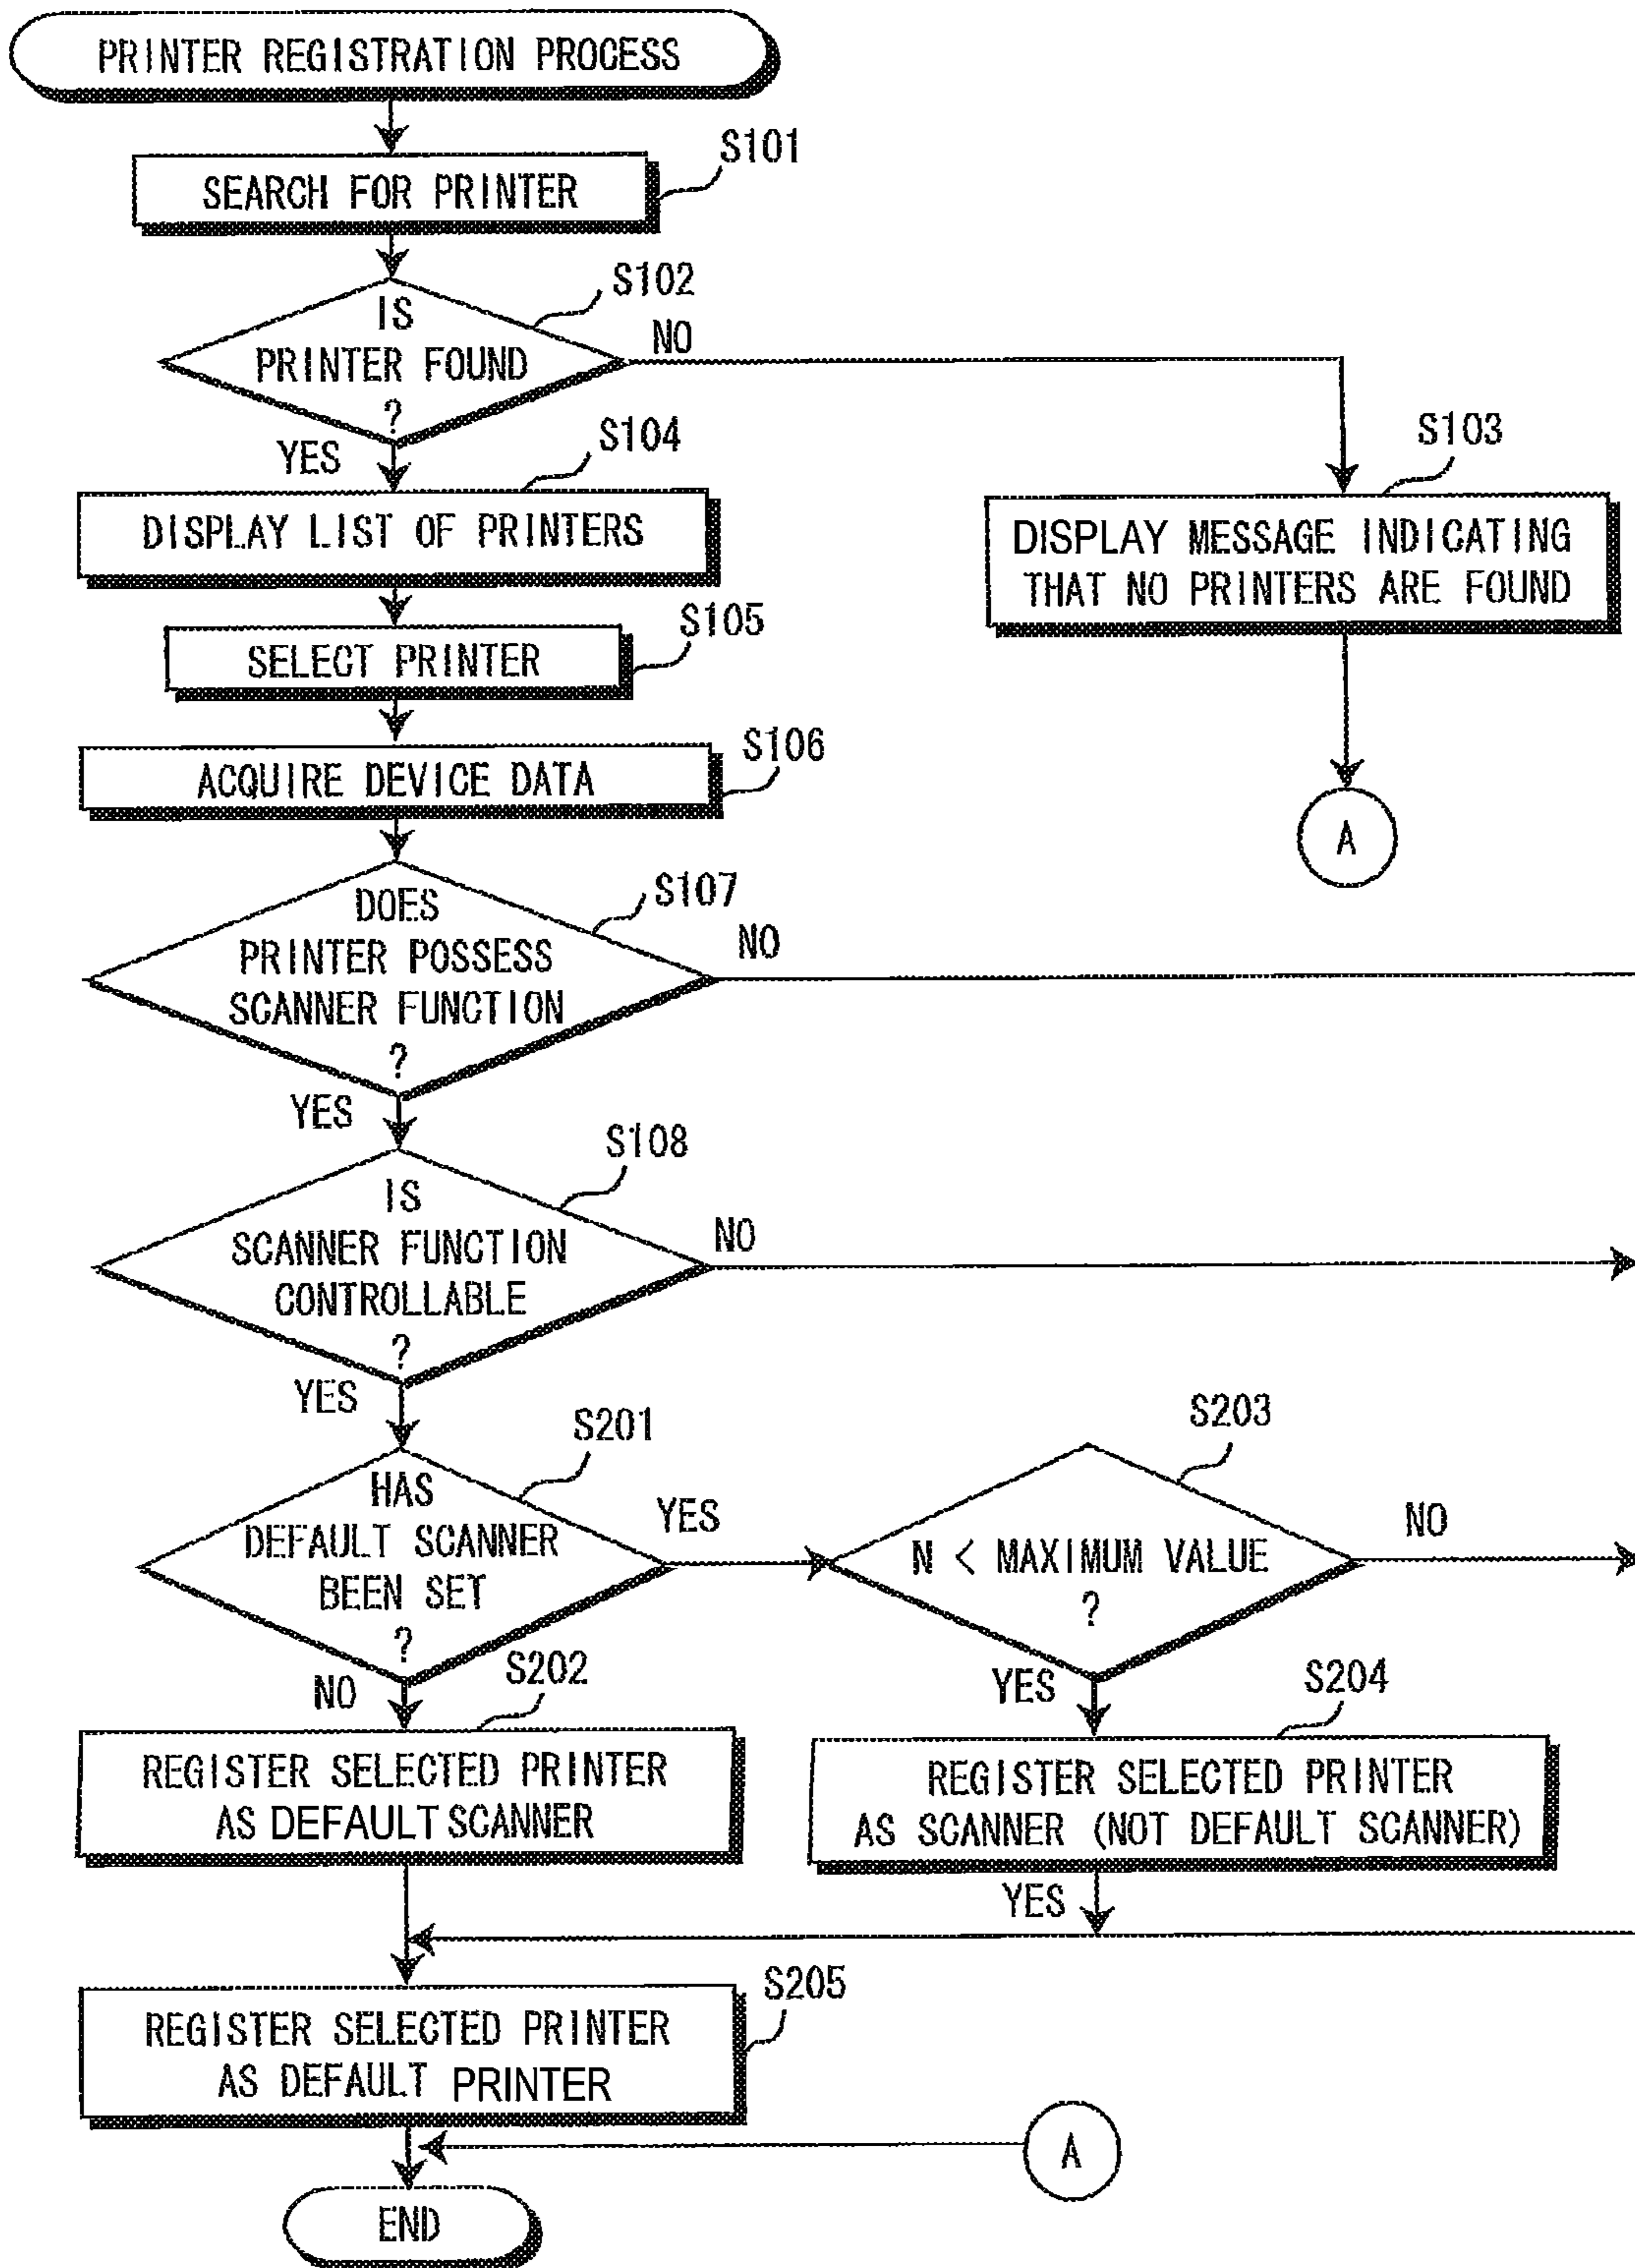 PRINTER REGISTRATION PROCESS
S101
SEARCH FOR PRINTER
S102
IS
PRINTER FOUND
?
NO
YES
S103
DISPLAY MESSAGE INDICATING
THAT NO PRINTERS ARE FOUND
A
S104
DISPLAY LIST OF PRINTERS
S105
SELECT PRINTER
S106
ACQUIRE DEVICE DATA
S107
DOES
PRINTER POSSESS
SCANNER FUNCTION
?
NO
YES
S108
IS
SCANNER FUNCTION
CONTROLLABLE
?
NO
YES
S201
HAS
DEFAULT SCANNER
BEEN SET
?
YES
NO
S203
N < MAXIMUM VALUE
?
NO
YES
S202
REGISTER SELECTED PRINTER
AS DEFAULT SCANNER
S204
REGISTER SELECTED PRINTER
AS SCANNER (NOT DEFAULT SCANNER)
YES
S205
REGISTER SELECTED PRINTER
AS DEFAULT PRINTER
A
END